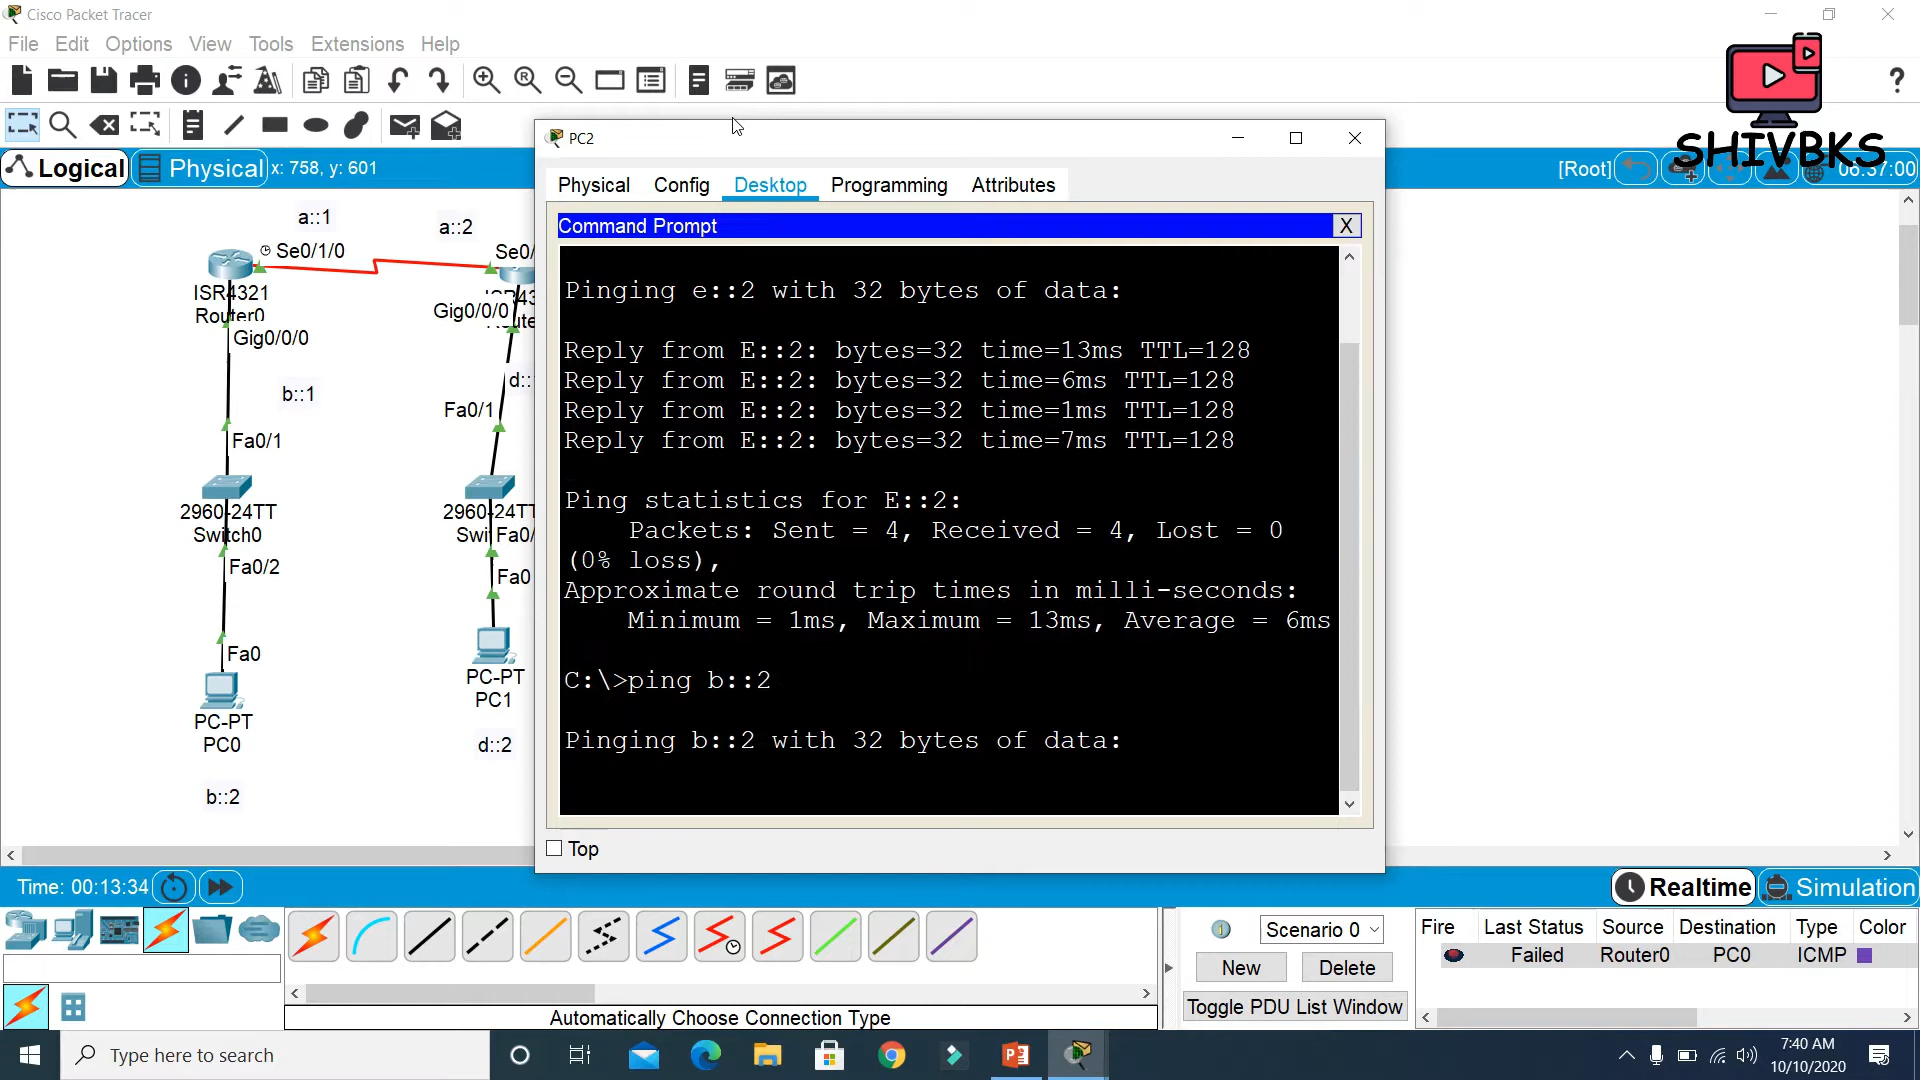 Cisco Packet Tracer
File Edit Options View Tools Extensions Help
SHIVBKS
PC2
Logical Physical x: 758, y: 601
[Root] 06:37:00
Physical Config Desktop Programming Attributes
Command Prompt X
a::1
a::2
Se0/1/0
Se0/
ISR4321
Router0
Gig0/0/0
Gig0/0/0
b::1
d::
Fa0/1
Fa0/1
2960-24TT
Switch0
2960-24TT
Swi Fa0/
Fa0/2
Fa0
Fa0
PC-PT
PC0
PC-PT
PC1
d::2
b::2
Pinging e::2 with 32 bytes of data:
Reply from E::2: bytes=32 time=13ms TTL=128
Reply from E::2: bytes=32 time=6ms TTL=128
Reply from E::2: bytes=32 time=1ms TTL=128
Reply from E::2: bytes=32 time=7ms TTL=128
Ping statistics for E::2:
Packets: Sent = 4, Received = 4, Lost = 0
(0% loss),
Approximate round trip times in milli-seconds:
Minimum = 1ms, Maximum = 13ms, Average = 6ms
C:\>ping b::2
Pinging b::2 with 32 bytes of data:
Top
Time: 00:13:34
Realtime Simulation
Scenario 0
New Delete
Toggle PDU List Window
Fire Last Status Source Destination Type Color
Failed Router0 PC0 ICMP
Automatically Choose Connection Type
Type here to search
7:40 AM
10/10/2020